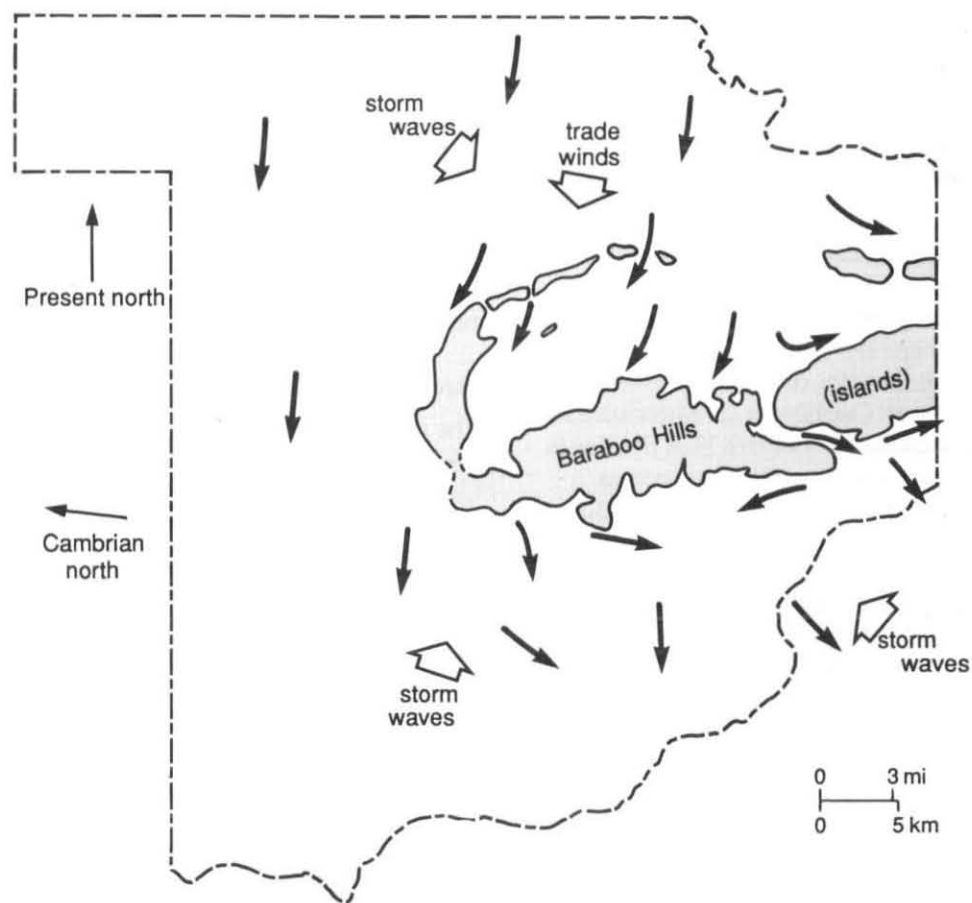 storm
waves
trade
winds
Present north
(islands)
Baraboo Hills
Cambrian
north
storm
waves
storm
waves
0 3 mi
0 5 km